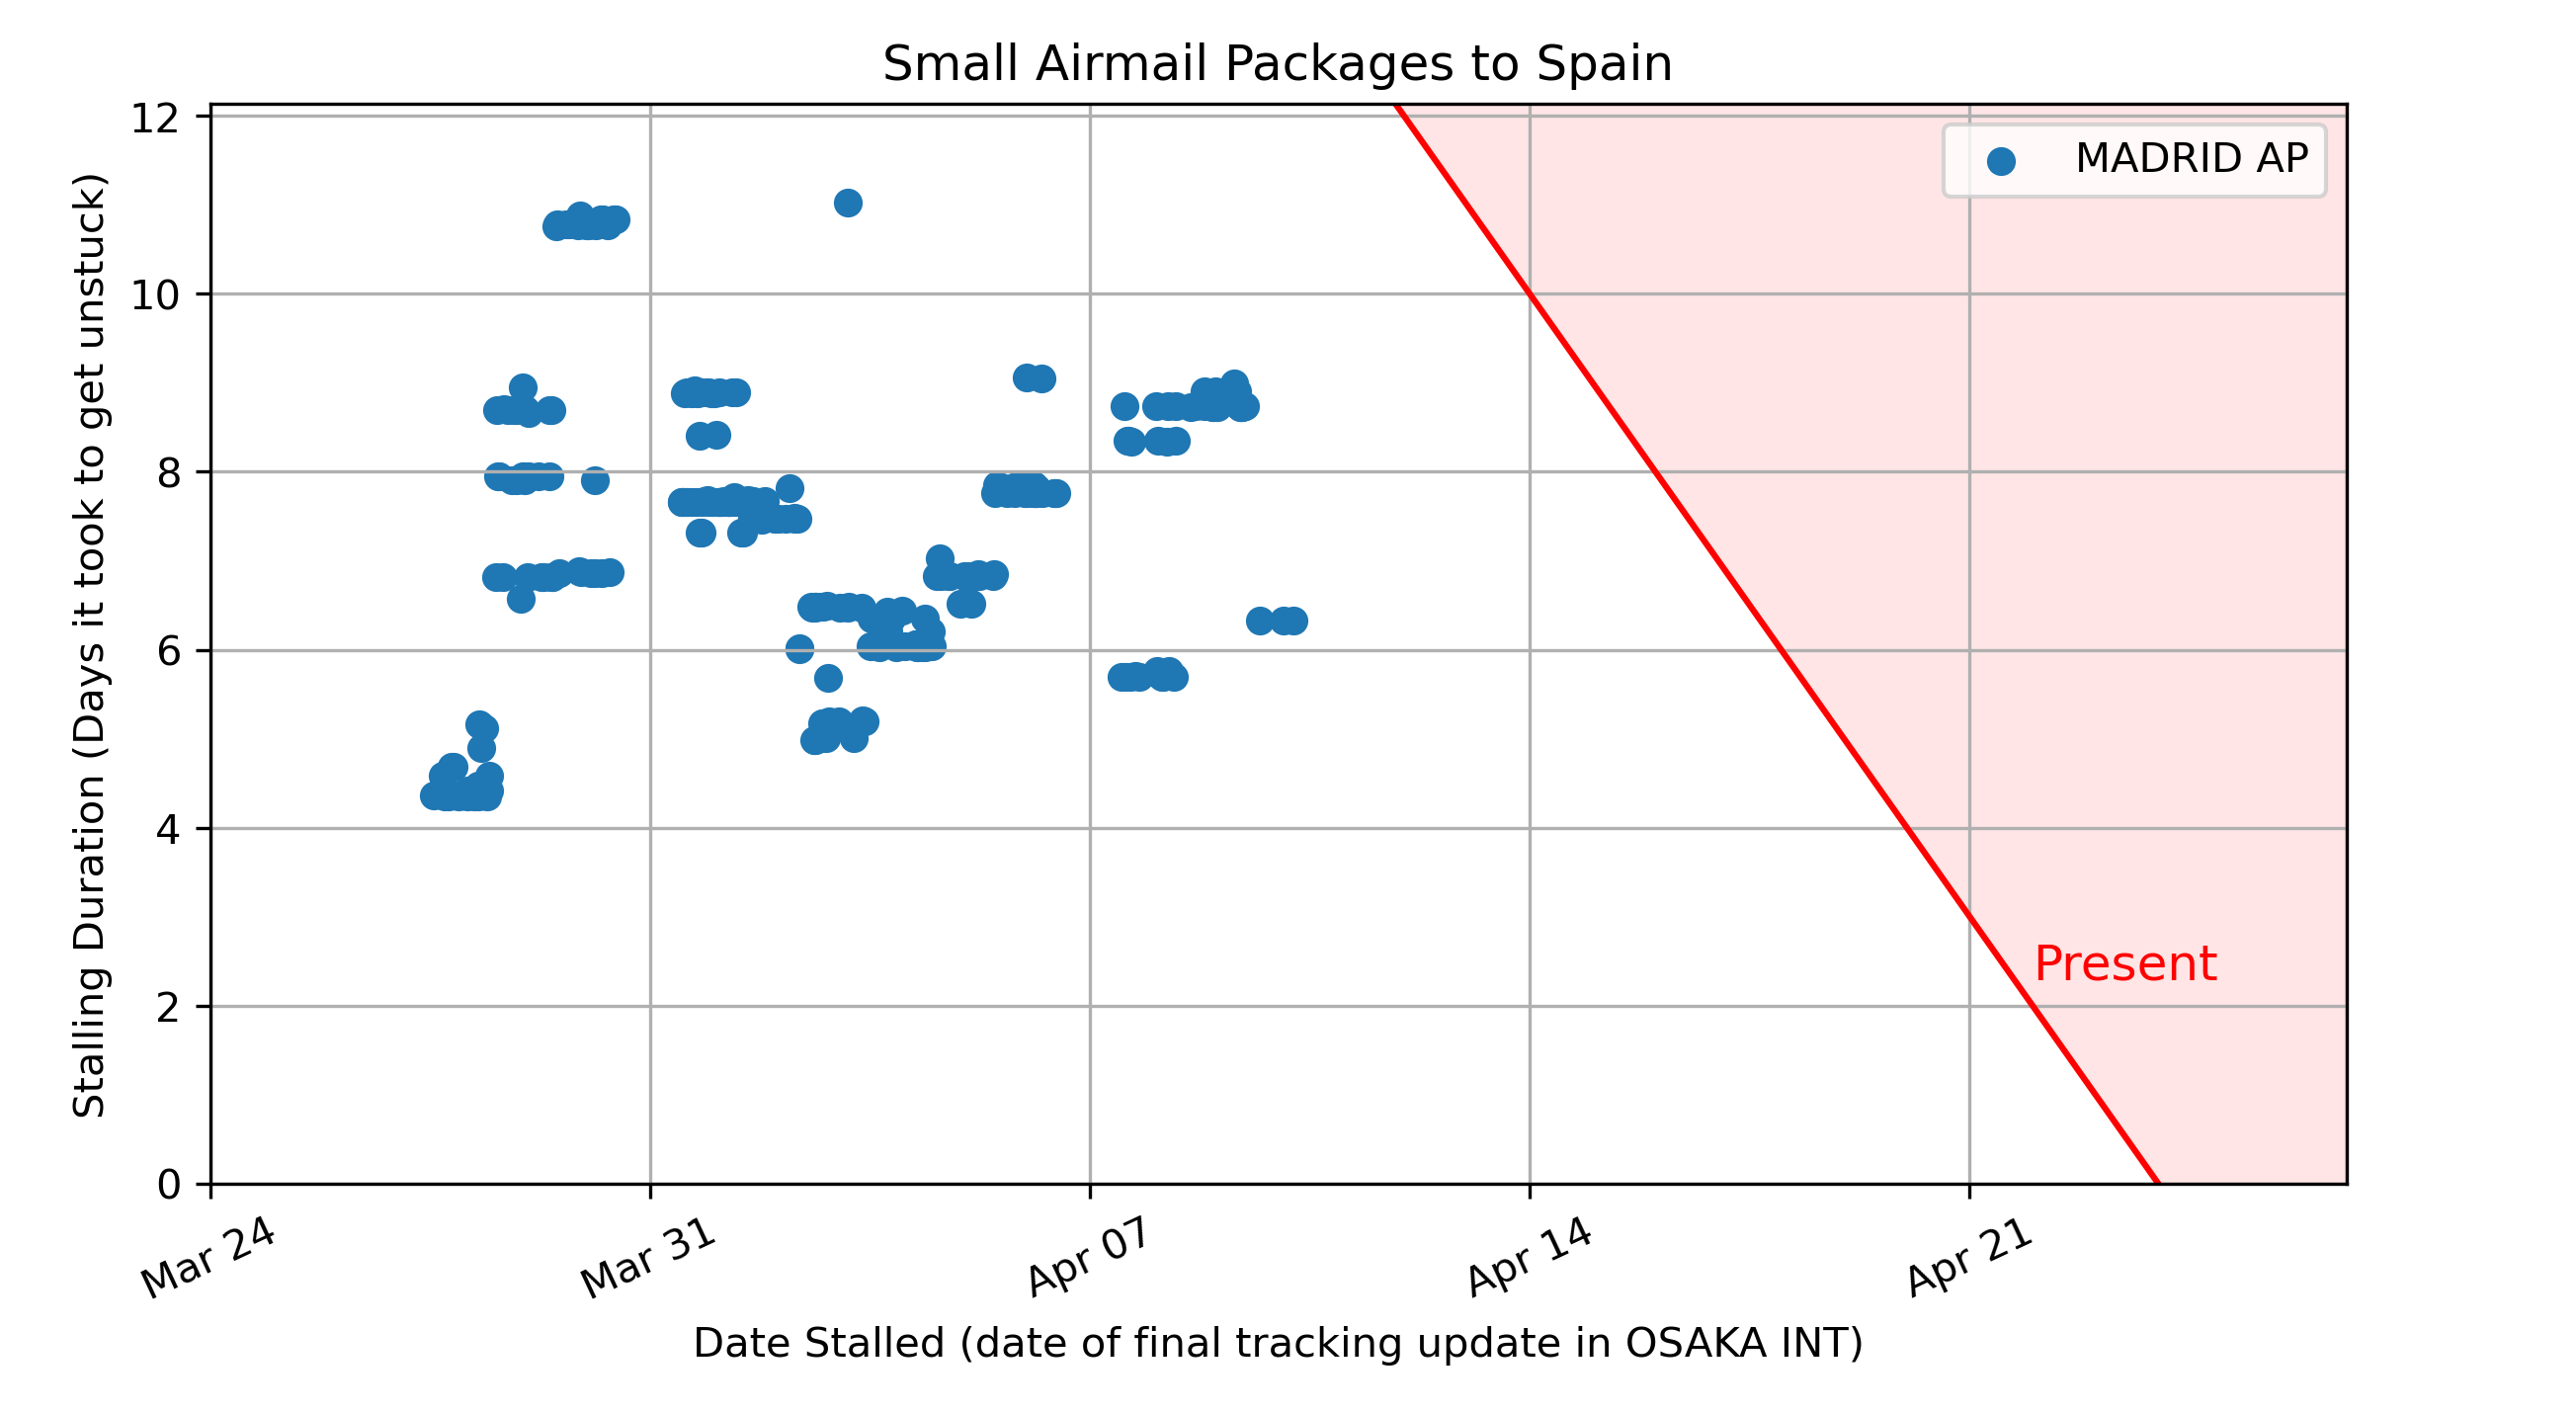 Small Airmail Packages to Spain
MADRID AP
Stalling Duration (Days it took to get unstuck)
12
10
8
6
4
2
0
Present
Mar 24
Mar 31
Apr 07
Apr 14
Apr 21
Date Stalled (date of final tracking update in OSAKA INT)